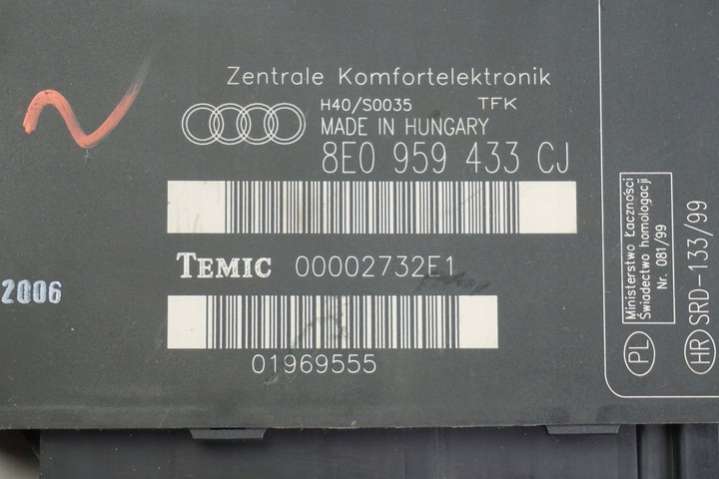 Zentrale Komfortelektronik
H40/S0035 TFK
MADE IN HUNGARY
8E0 959 433 CJ
TEMIC 00002732E1
01969555
2006
Ministerstwo Łaczności
Świadectwo homologacji
Nr. 081/99
PL
HR SRD-133/99